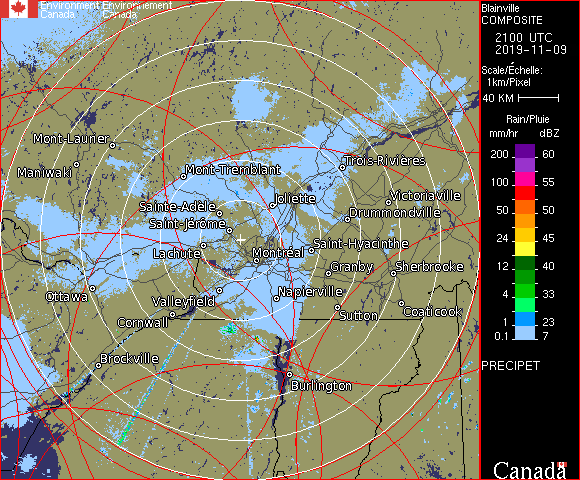 Environment Environnement
Canada Canada
Blainville
COMPOSITE
2100 UTC
2019-11-09
Scale/Échelle:
1km/Pixel
40 KM
Rain/Pluie
mm/hr dBZ
200 60
100 55
50 50
24 45
12 40
4 33
1 23
0.1 7
PRECIPET
Mont-Laurier
Maniwaki
Mont-Tremblant
Trois-Rivières
Joliette
Victoriaville
Sainte-Adèle
Drummondville
Saint-Jérôme
Saint-Hyacinthe
Lachute
Montréal
Granby
Sherbrooke
Ottawa
Valleyfield
Napierville
Cornwall
Sutton
Coaticook
Brockville
Burlington
Canada